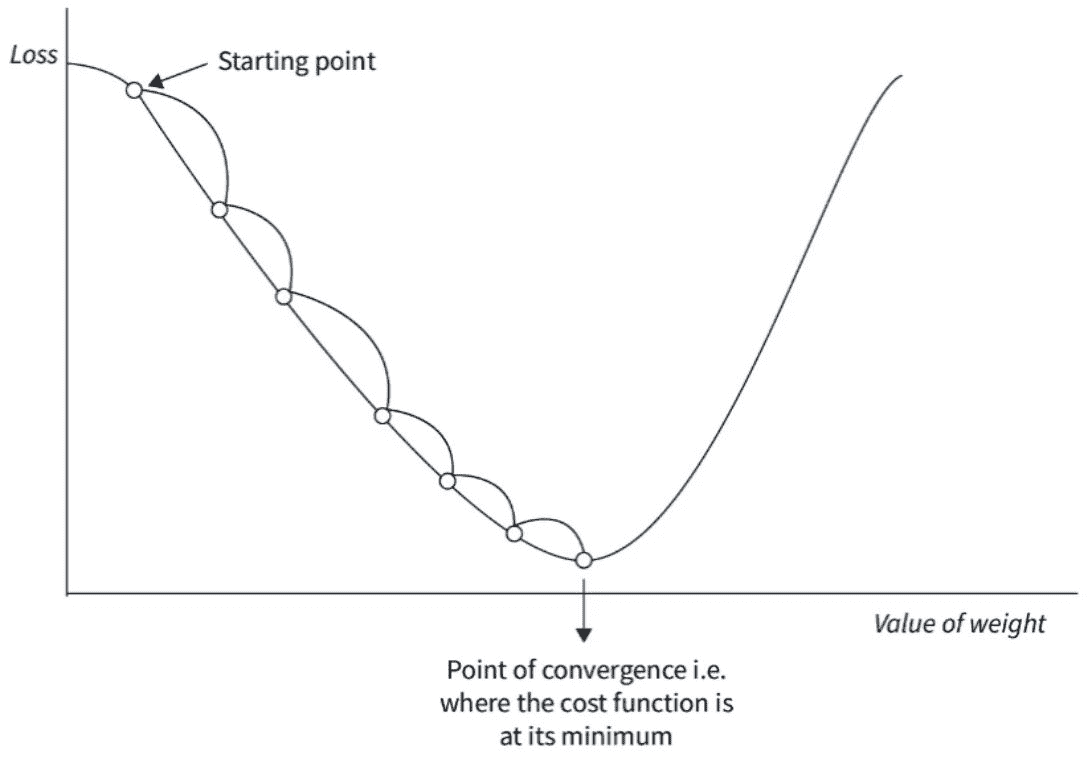 Loss
Starting point
Value of weight
Point of convergence i.e.
where the cost function is
at its minimum